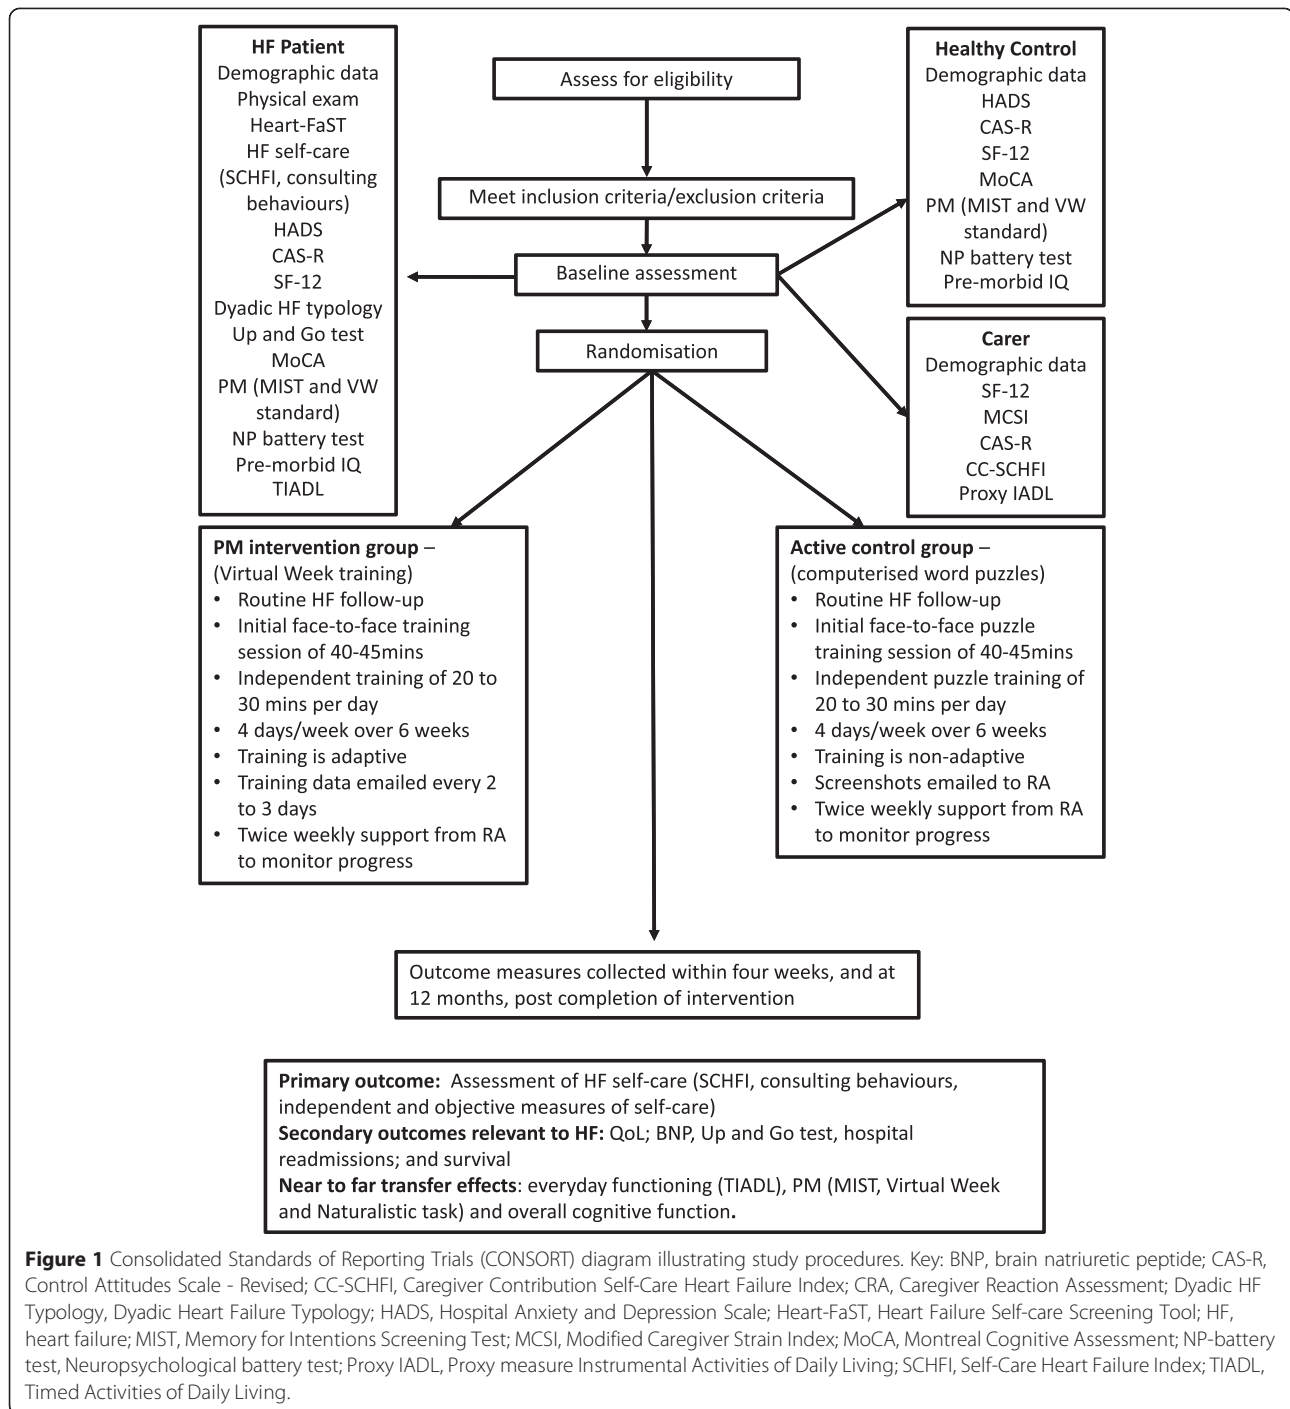 HF Patient
Demographic data
Physical exam
Heart-FaST
HF self-care
(SCHFI, consulting
behaviours)
HADS
CAS-R
SF-12
Dyadic HF typology
Up and Go test
MoCA
PM (MIST and VW
standard)
NP battery test
Pre-morbid IQ
TIADL
Assess for eligibility
Meet inclusion criteria/exclusion criteria
Baseline assessment
Randomisation
Healthy Control
Demographic data
HADS
CAS-R
SF-12
MoCA
PM (MIST and VW
standard)
NP battery test
Pre-morbid IQ
Carer
Demographic data
SF-12
MCSI
CAS-R
CC-SCHFI
Proxy IADL
PM intervention group –
(Virtual Week training)
• Routine HF follow-up
• Initial face-to-face training
session of 40-45mins
• Independent training of 20 to
30 mins per day
• 4 days/week over 6 weeks
• Training is adaptive
• Training data emailed every 2
to 3 days
• Twice weekly support from RA
to monitor progress
Active control group –
(computerised word puzzles)
• Routine HF follow-up
• Initial face-to-face puzzle
training session of 40-45mins
• Independent puzzle training of
20 to 30 mins per day
• 4 days/week over 6 weeks
• Training is non-adaptive
• Screenshots emailed to RA
• Twice weekly support from RA
to monitor progress
Outcome measures collected within four weeks, and at
12 months, post completion of intervention
Primary outcome: Assessment of HF self-care (SCHFI, consulting behaviours,
independent and objective measures of self-care)
Secondary outcomes relevant to HF: QoL; BNP, Up and Go test, hospital
readmissions; and survival
Near to far transfer effects: everyday functioning (TIADL), PM (MIST, Virtual Week
and Naturalistic task) and overall cognitive function.
Figure 1 Consolidated Standards of Reporting Trials (CONSORT) diagram illustrating study procedures. Key: BNP, brain natriuretic peptide; CAS-R,
Control Attitudes Scale - Revised; CC-SCHFI, Caregiver Contribution Self-Care Heart Failure Index; CRA, Caregiver Reaction Assessment; Dyadic HF
Typology, Dyadic Heart Failure Typology; HADS, Hospital Anxiety and Depression Scale; Heart-FaST, Heart Failure Self-care Screening Tool; HF,
heart failure; MIST, Memory for Intentions Screening Test; MCSI, Modified Caregiver Strain Index; MoCA, Montreal Cognitive Assessment; NP-battery
test, Neuropsychological battery test; Proxy IADL, Proxy measure Instrumental Activities of Daily Living; SCHFI, Self-Care Heart Failure Index; TIADL,
Timed Activities of Daily Living.